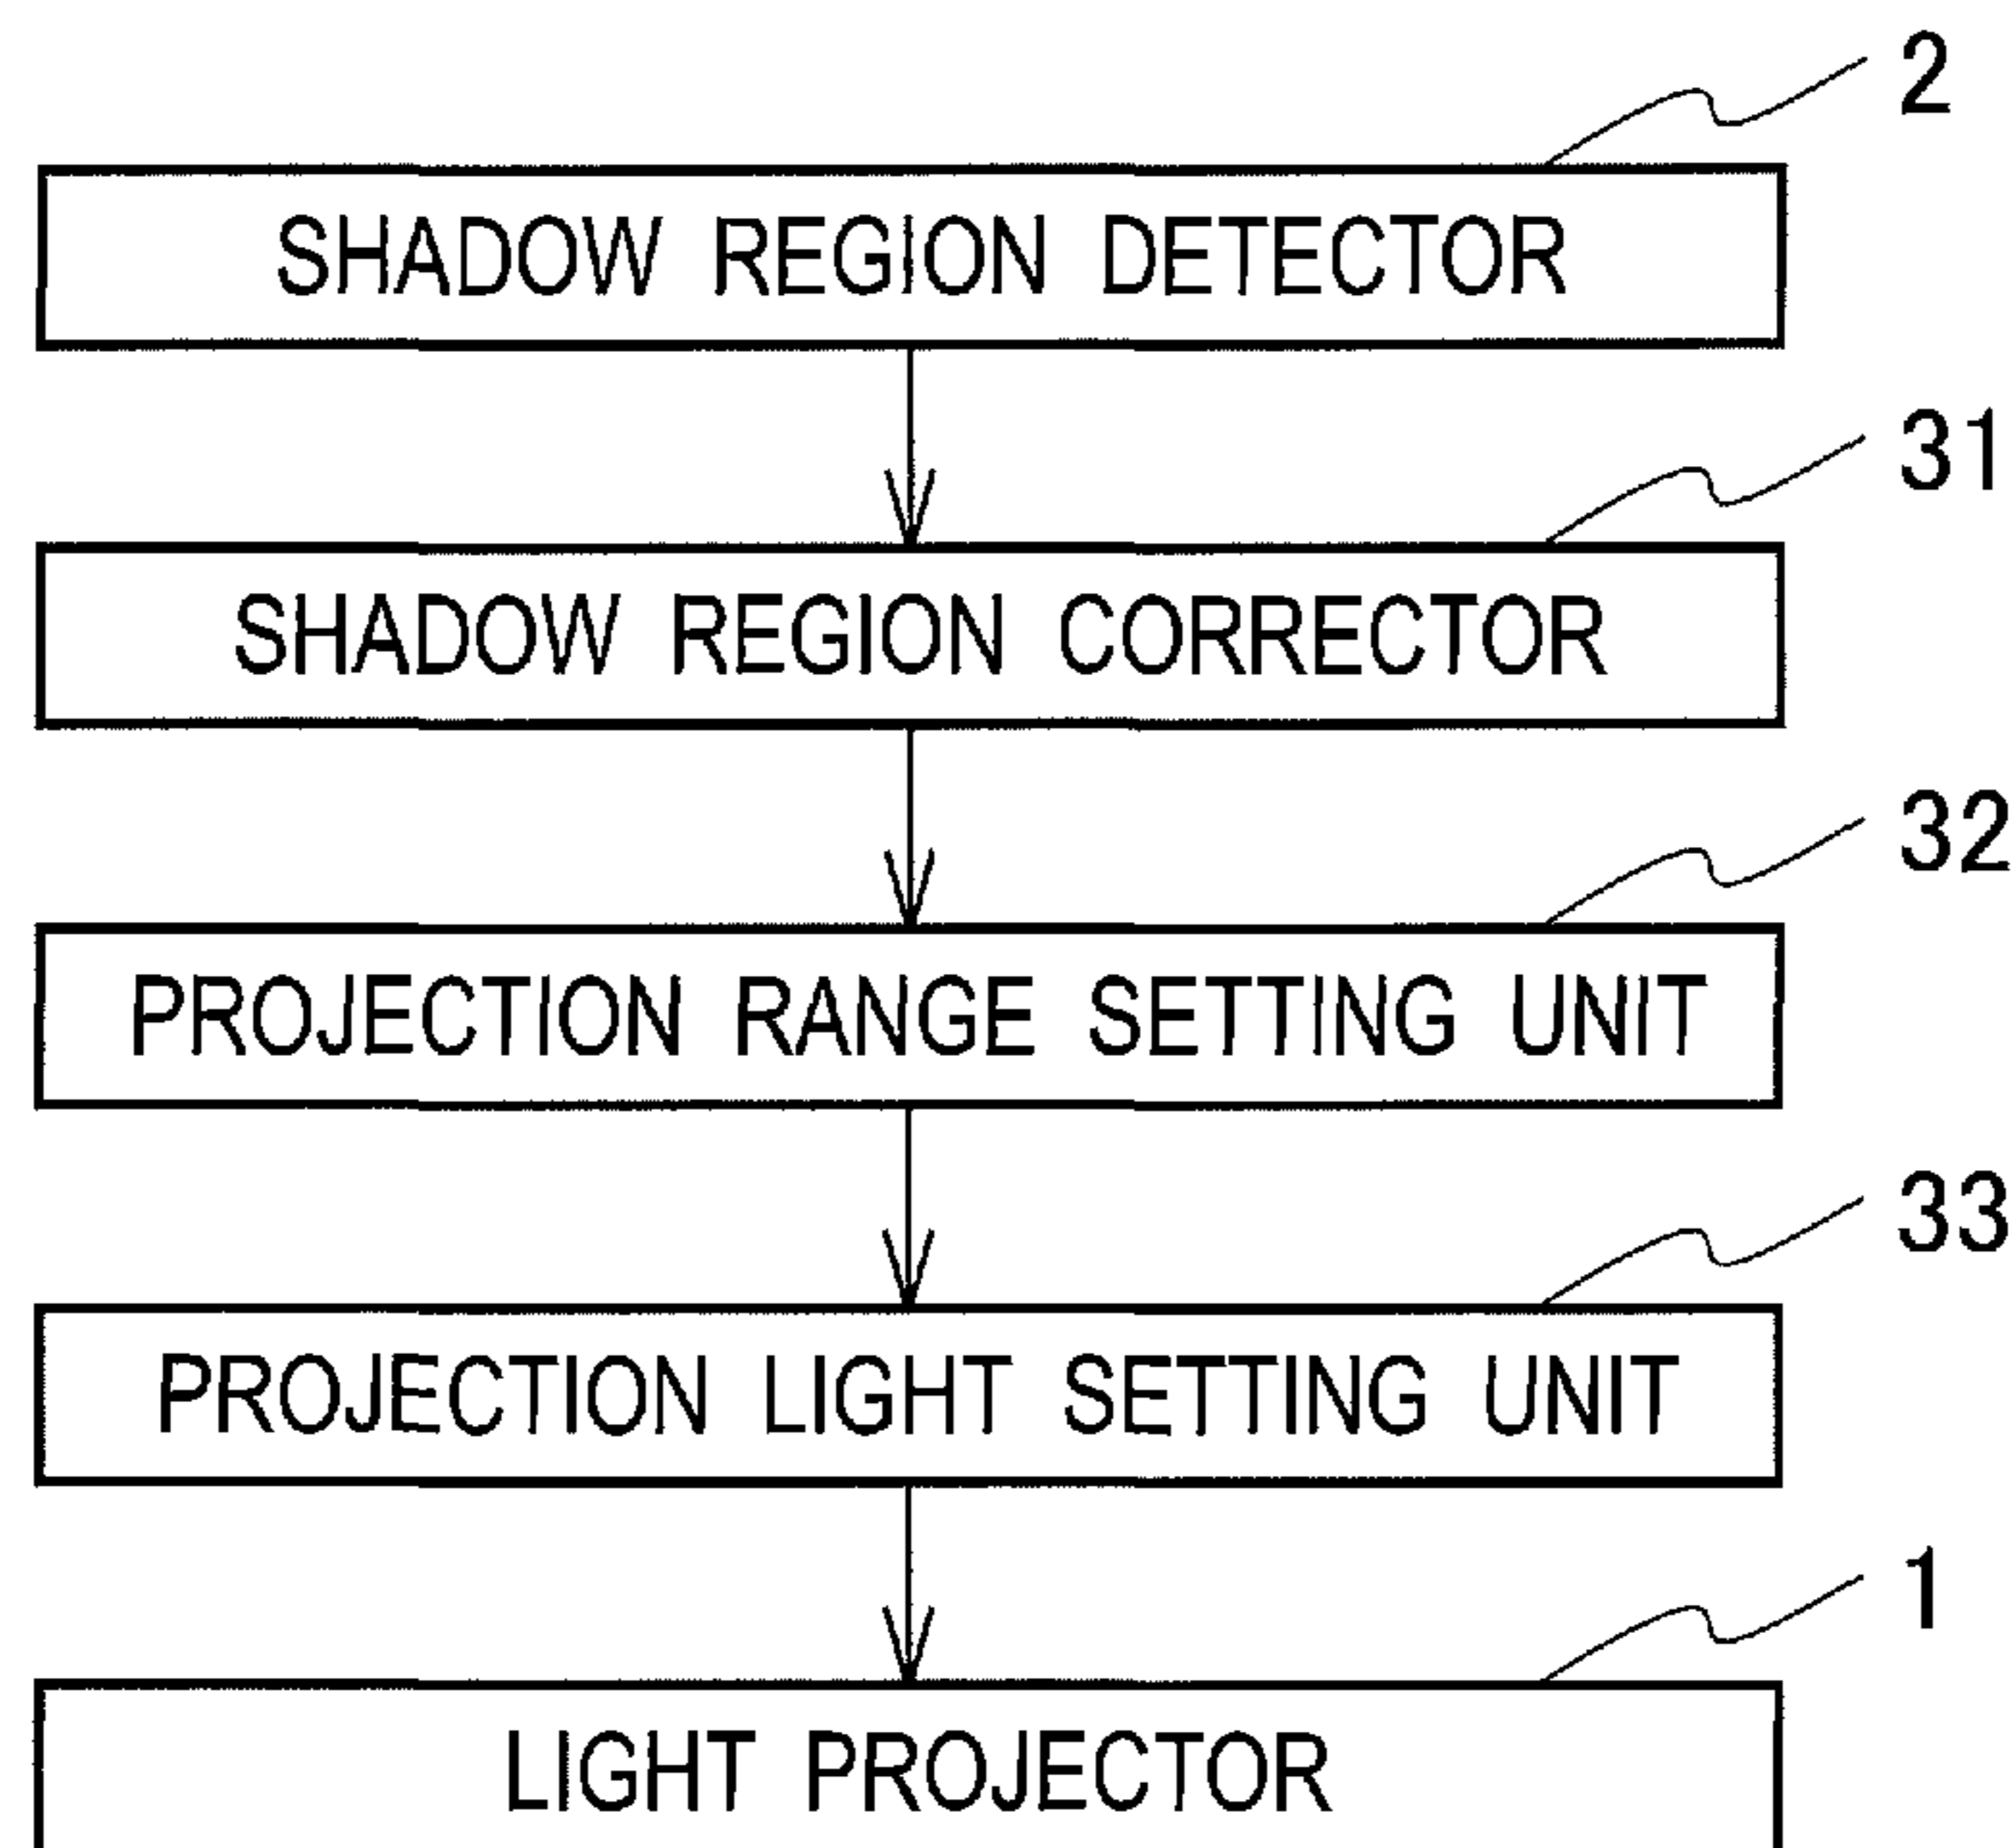 2
SHADOW REGION DETECTOR
31
SHADOW REGION CORRECTOR
32
PROJECTION RANGE SETTING UNIT
33
PROJECTION LIGHT SETTING UNIT
1
LIGHT PROJECTOR